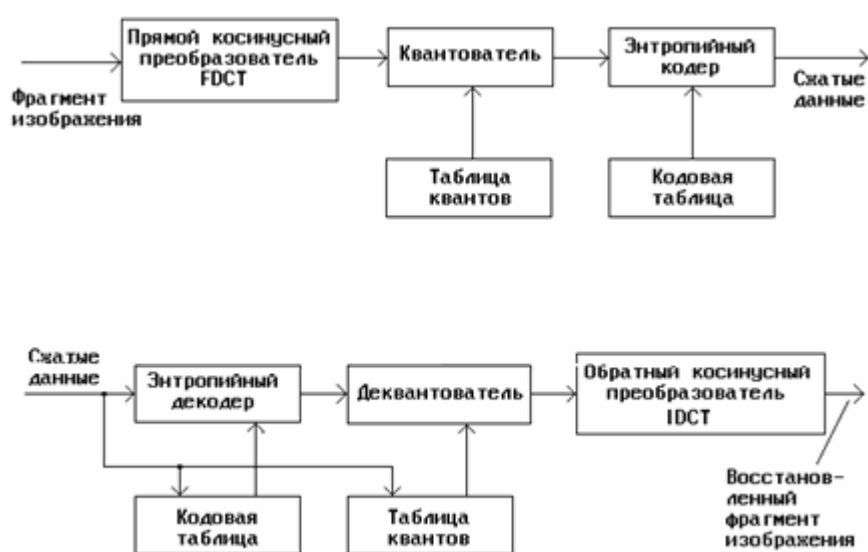 Прямой косинусный
преобразователь
FDCT
Квантователь
Энтропийный
кодер
Фрагмент
изображения
Сжатые
данные
Таблица
квантов
Кодовая
таблица
Сжатые
данные
Энтропийный
декодер
Деквантователь
Обратный косинусный
преобразователь
IDCT
Кодовая
таблица
Таблица
квантов
Восстанов-
ленный
фрагмент
изображения